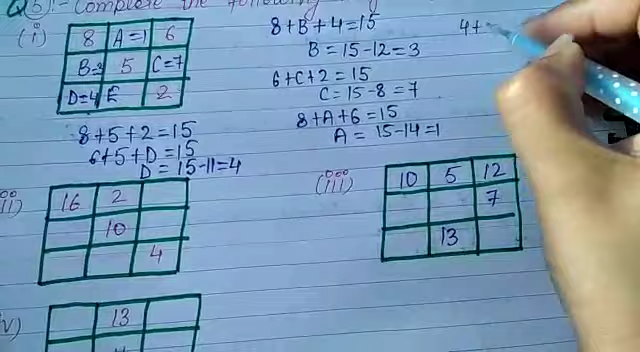 Q5:- Complete the following
(i)
8 A=1 6
B=3 5 C=7
D=4 E 2
8+5+2=15
6+5+D=15
D=15-11=4
8+B+4=15
B=15-12=3
6+C+2=15
C=15-8=7
8+A+6=15
A=15-14=1
4+
(ii)
16 2
10
4
(iii)
10 5 12
7
13
iv)
13